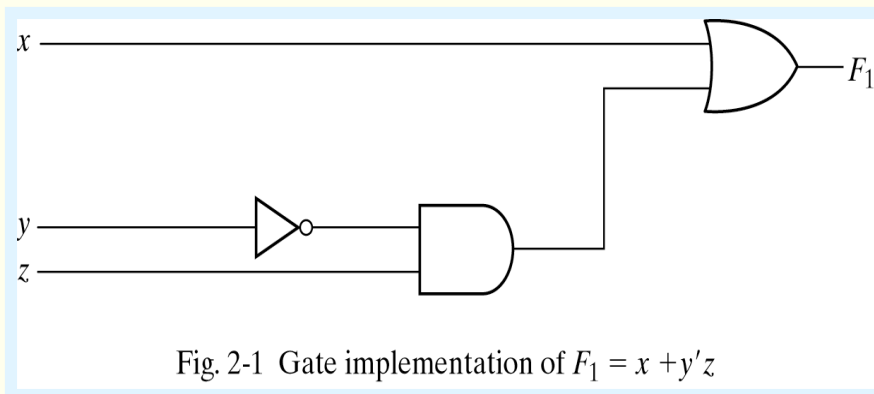 x
F₁
y
z
Fig. 2-1 Gate implementation of F₁ = x +y'z